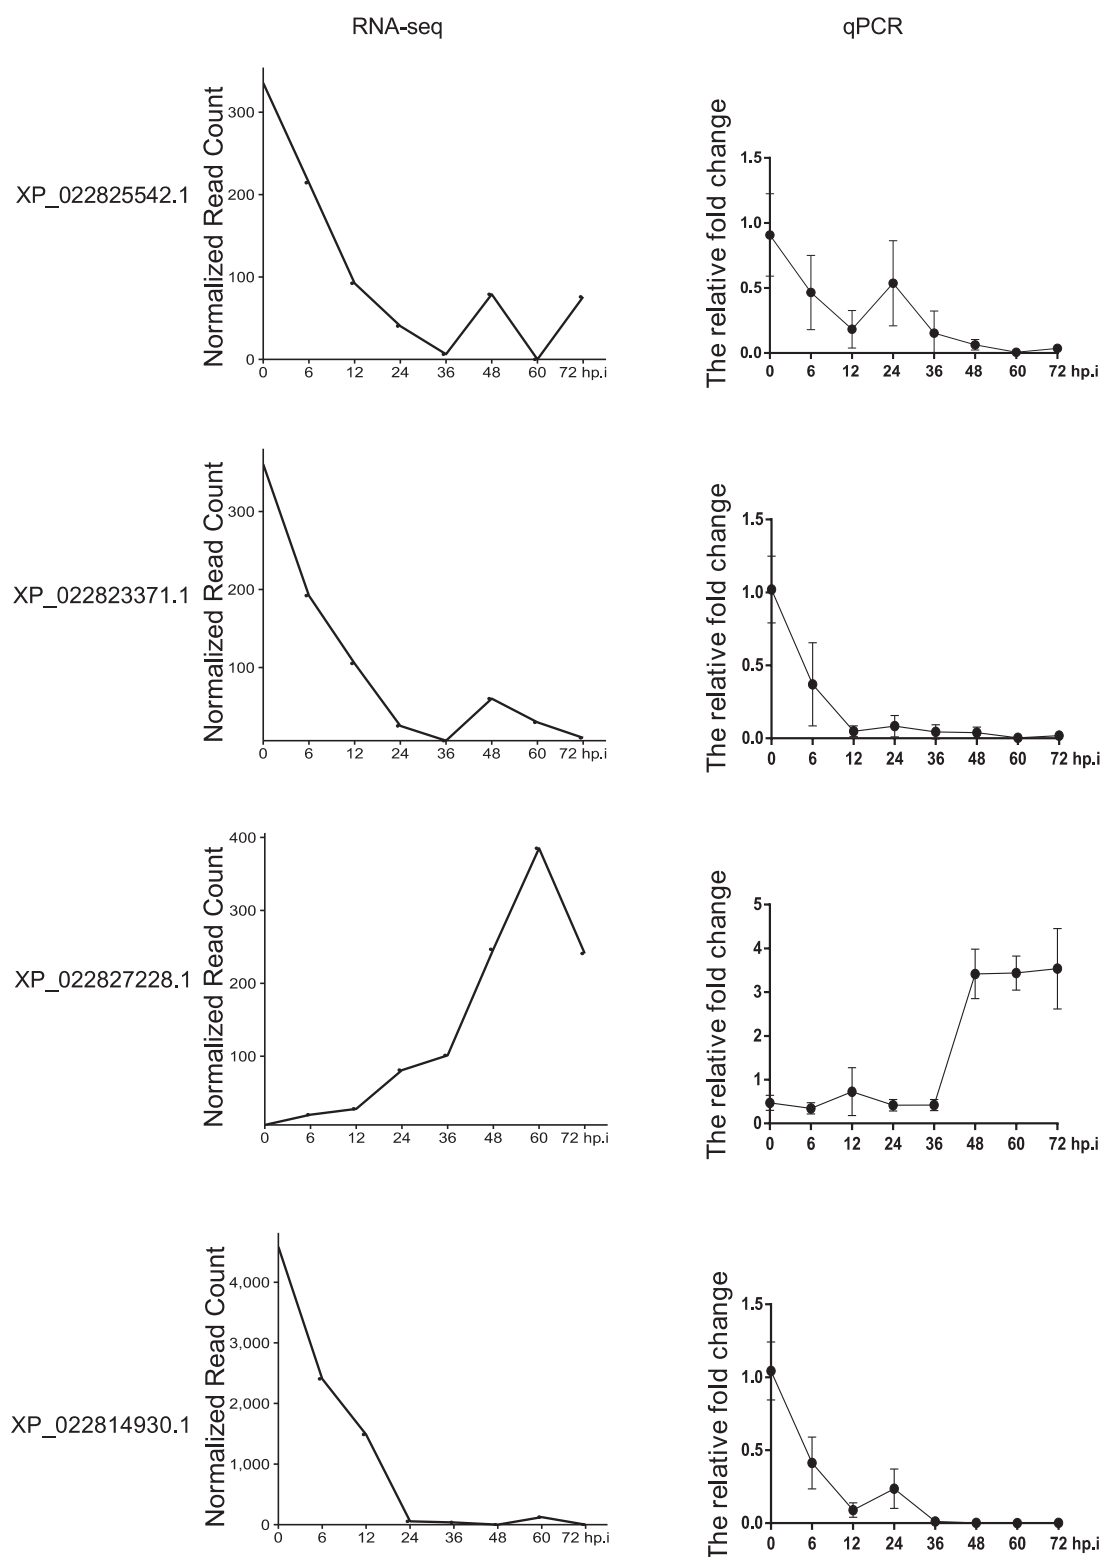 RNA-seq qPCR
XP_022825542.1
Normalized Read Count
300
200
100
0
0 6 12 24 36 48 60 72 hp.i
The relative fold change
1.5
1.0
0.5
0.0
0 6 12 24 36 48 60 72 hp.i
XP_022823371.1
Normalized Read Count
300
200
100
0 6 12 24 36 48 60 72 hp.i
The relative fold change
1.5
1.0
0.5
0.0
0 6 12 24 36 48 60 72 hp.i
XP_022827228.1
Normalized Read Count
400
300
200
100
0 6 12 24 36 48 60 72 hp.i
The relative fold change
5
4
3
2
1
0
0 6 12 24 36 48 60 72 hp.i
XP_022814930.1
Normalized Read Count
4,000
3,000
2,000
1,000
0
0 6 12 24 36 48 60 72 hp.i
The relative fold change
1.5
1.0
0.5
0.0
0 6 12 24 36 48 60 72 hp.i